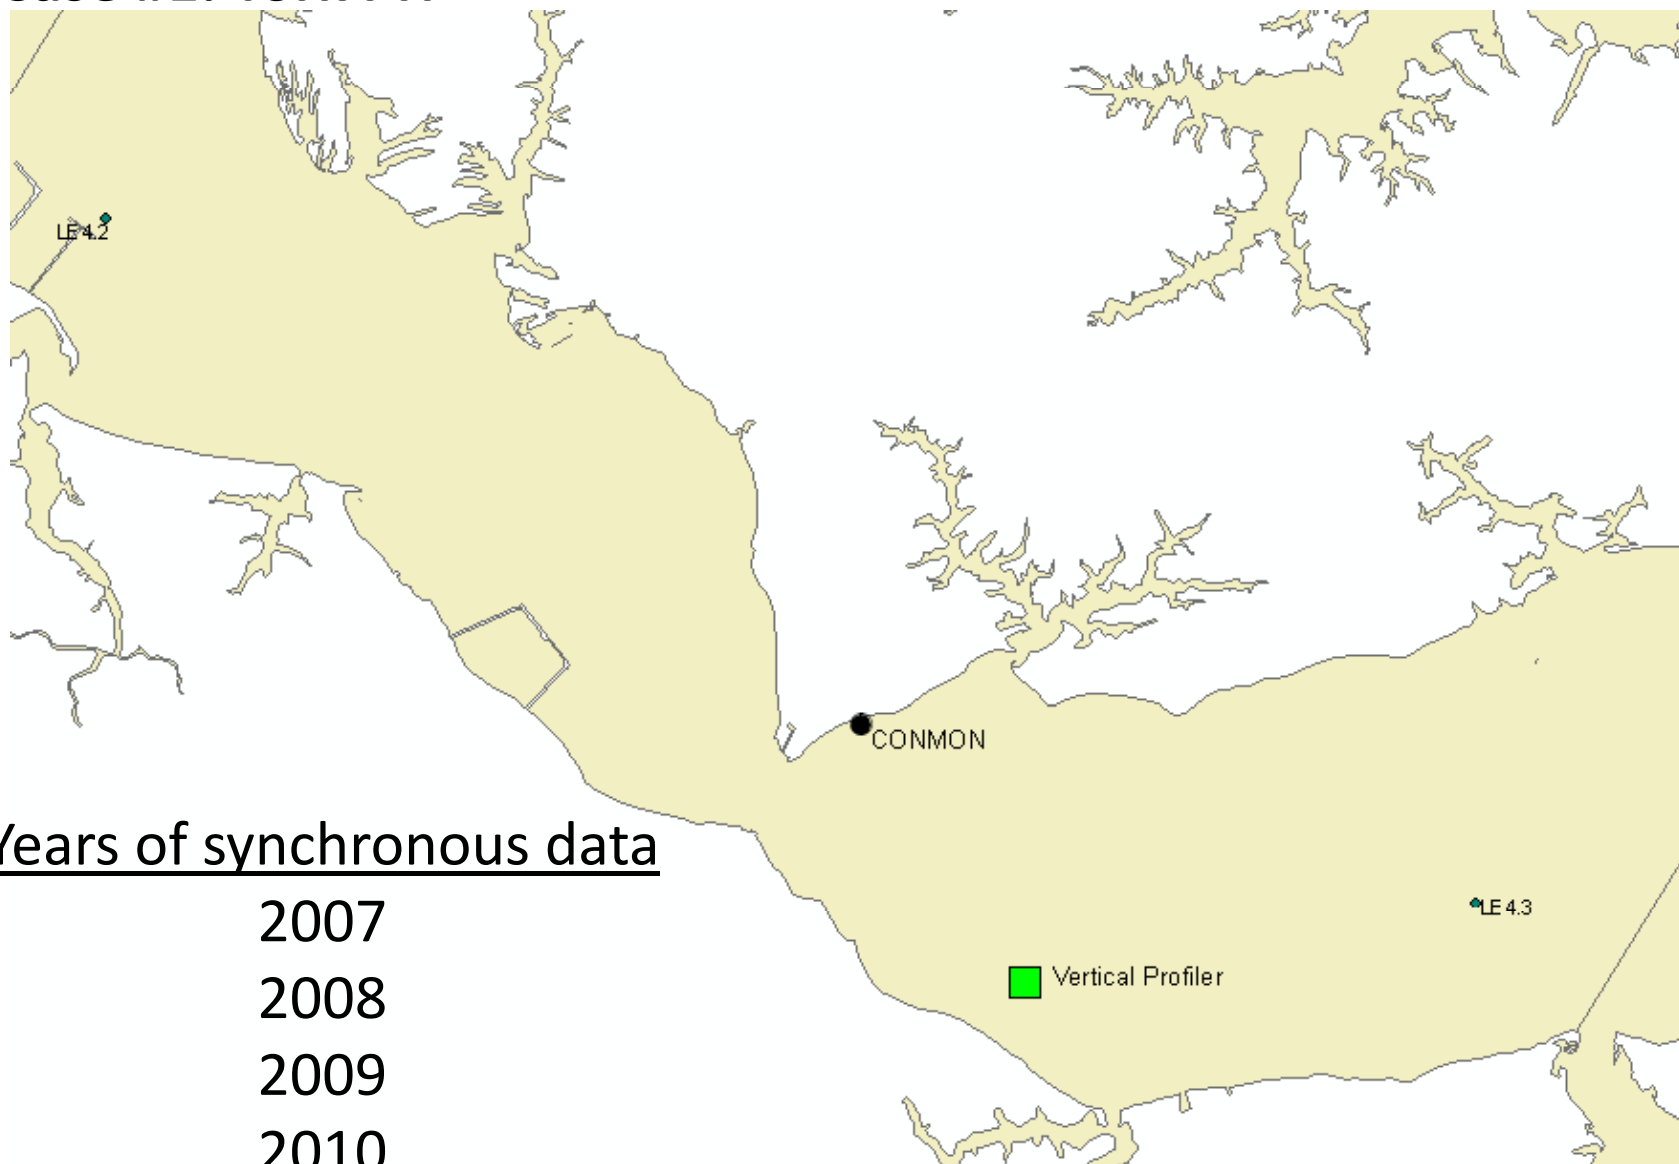 LE 4.2
CONMON
Years of synchronous data
2007
LE 4.3
Vertical Profiler
2008
2009
2010